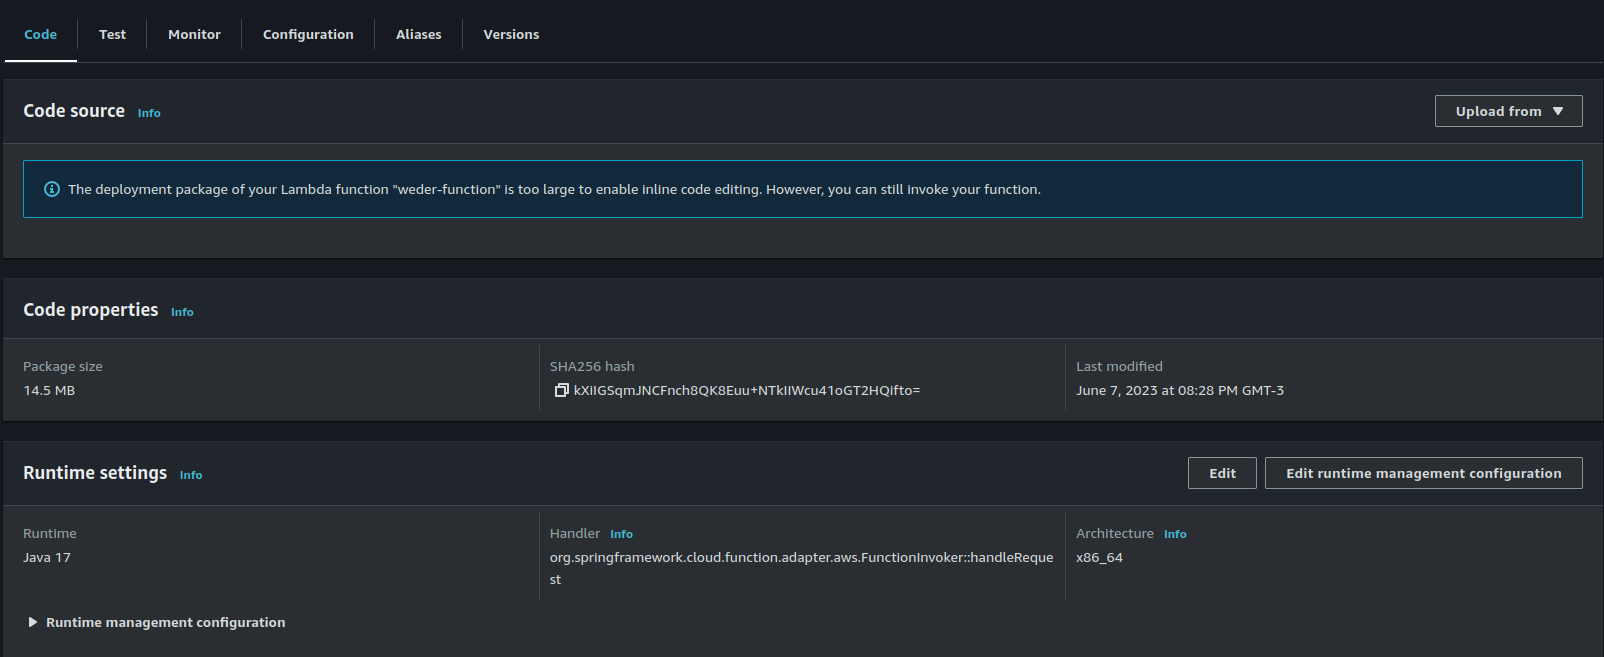 Code Test Monitor Configuration Aliases Versions
Code source Info
Upload from
The deployment package of your Lambda function "weder-function" is too large to enable inline code editing. However, you can still invoke your function.
Code properties Info
Package size
14.5 MB
SHA256 hash
kXIIGSqmJNCFnch8QK8Euu+NTkIIWcu41oGT2HQifto=
Last modified
June 7, 2023 at 08:28 PM GMT-3
Runtime settings Info
Edit
Edit runtime management configuration
Runtime
Java 17
Handler Info
org.springframework.cloud.function.adapter.aws.FunctionInvoker::handleReque
st
Architecture Info
x86_64
Runtime management configuration